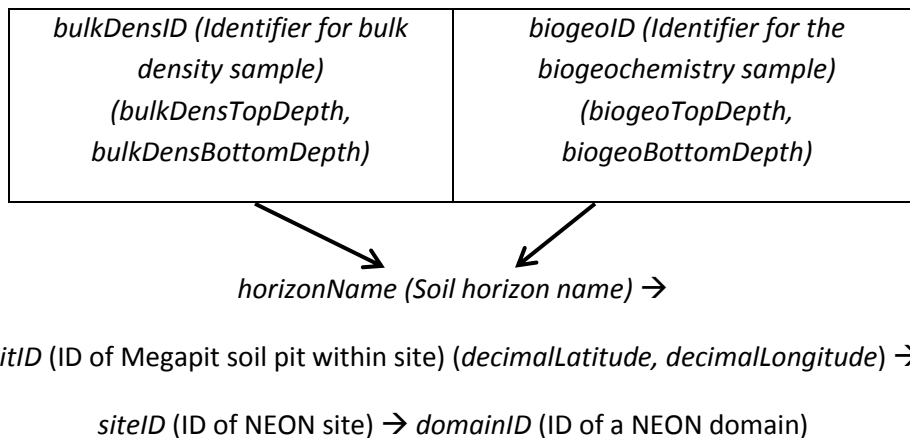 bulkDensID (Identifier for bulk
density sample)
(bulkDensTopDepth,
bulkDensBottomDepth)
biogeoID (Identifier for the
biogeochemistry sample)
(biogeoTopDepth,
biogeoBottomDepth)
horizonName (Soil horizon name) →
itID (ID of Megapit soil pit within site) (decimalLatitude, decimalLongitude) →
siteID (ID of NEON site) → domainID (ID of a NEON domain)